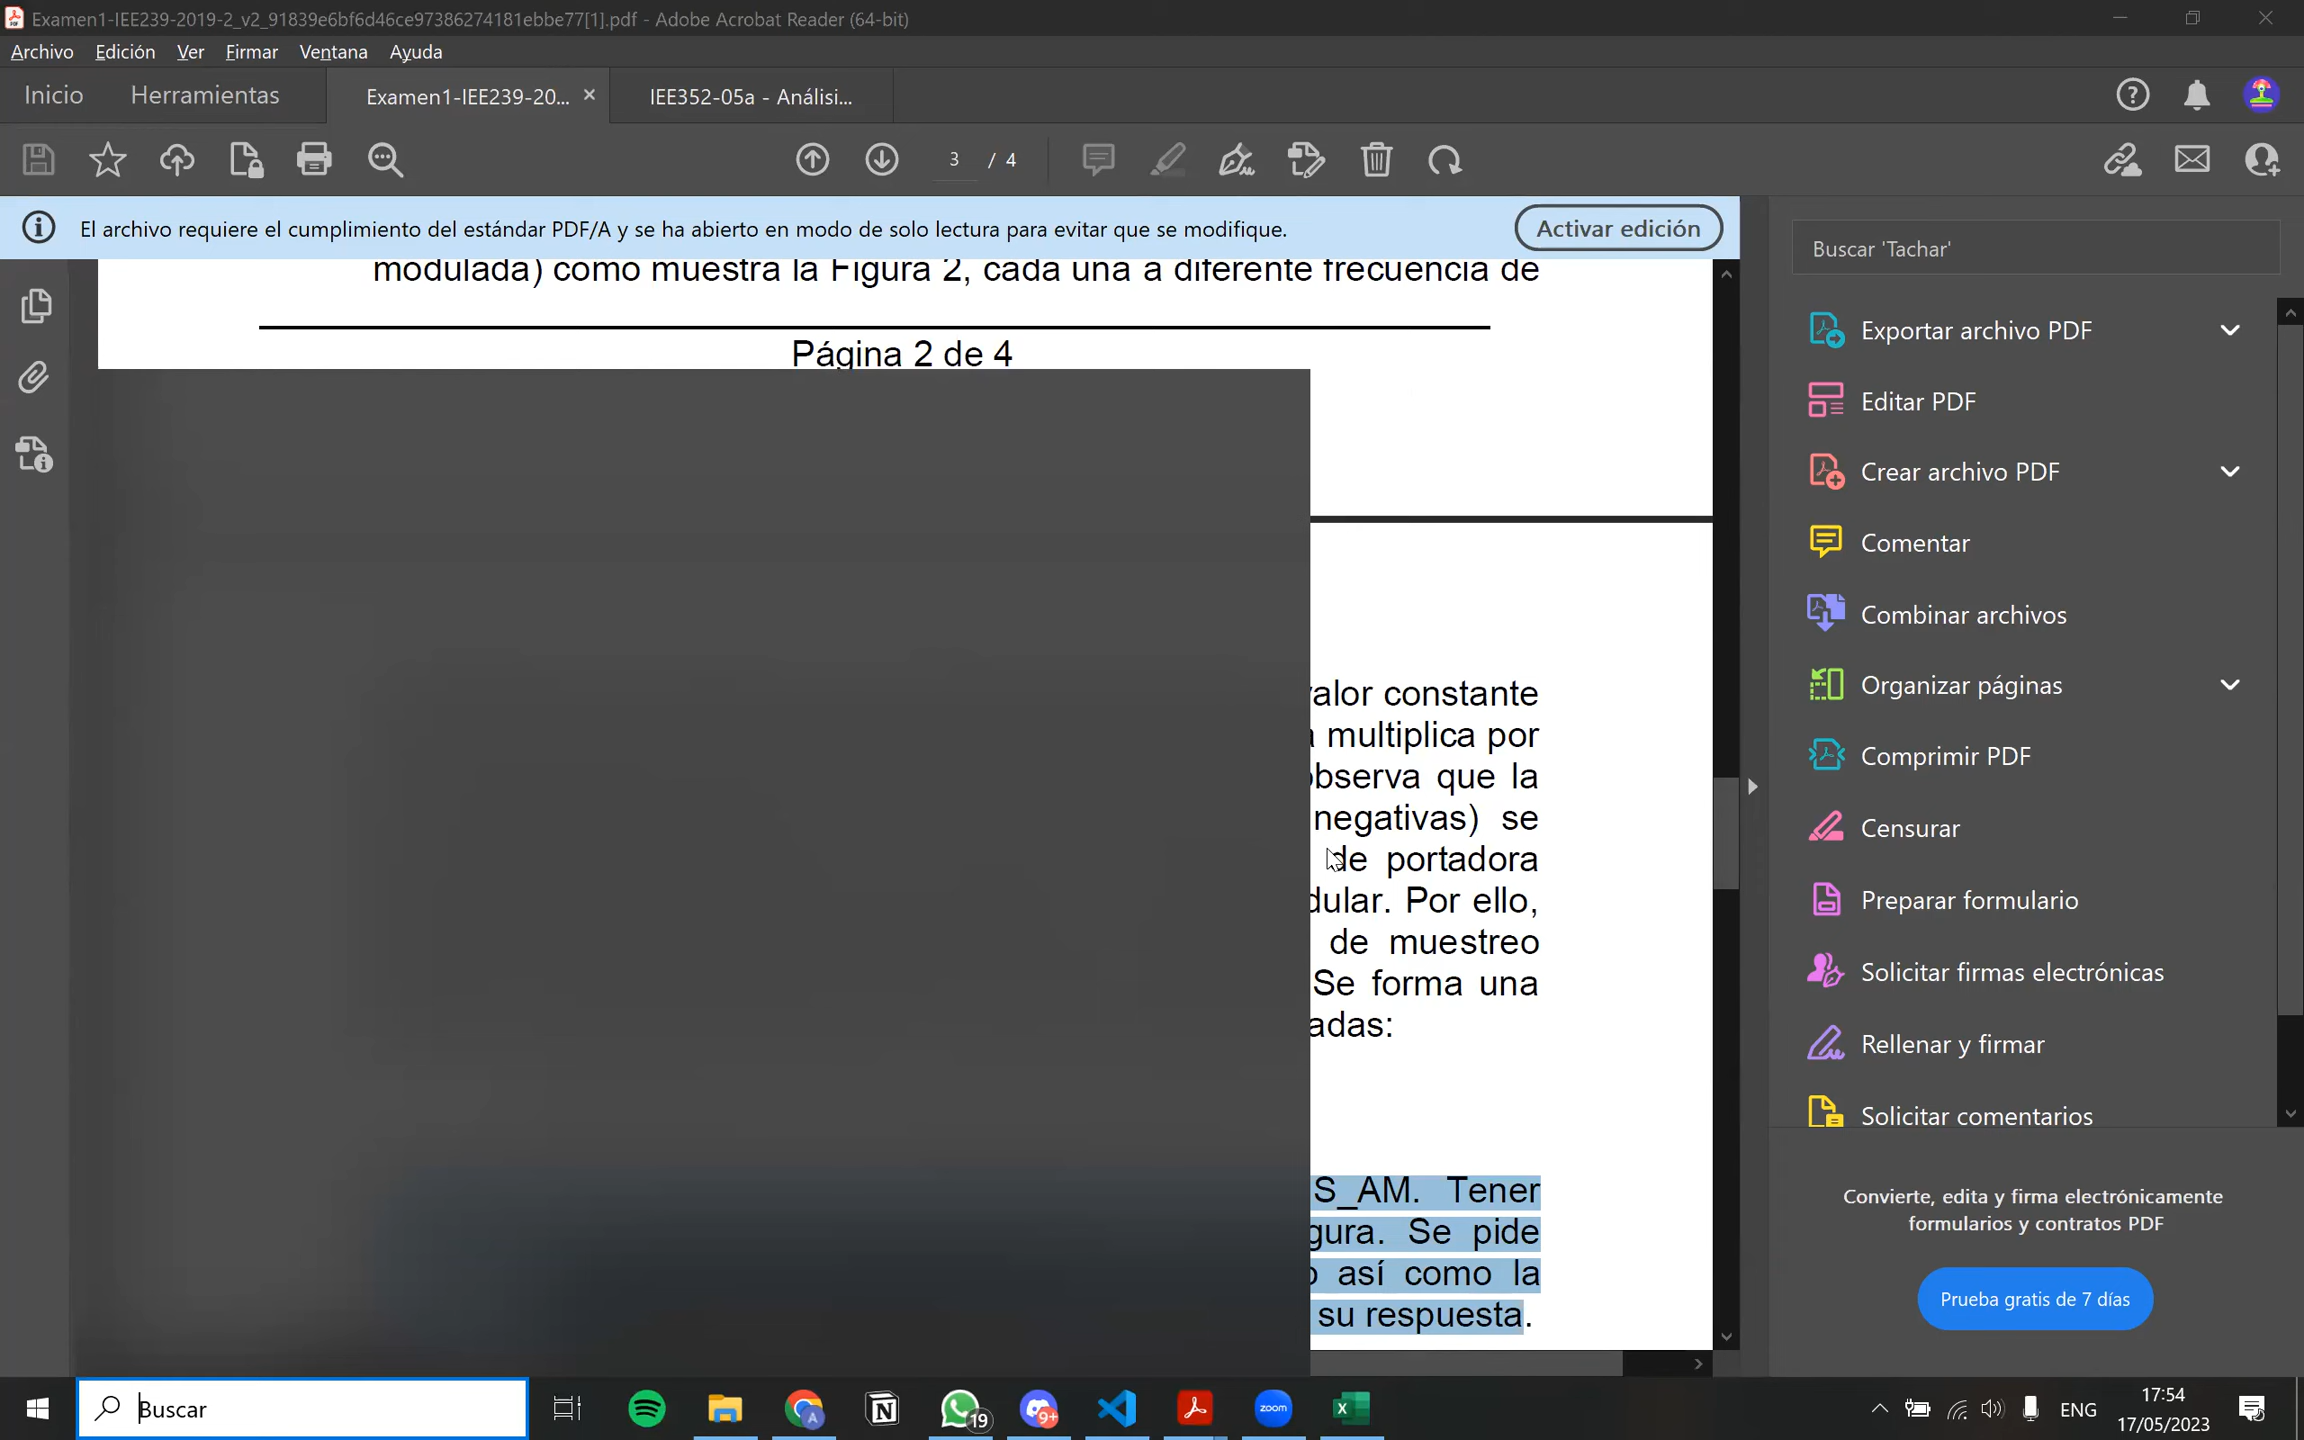 Examen1-IEE239-2019-2_v2_91839e6bf6d46ce97386274181ebbe77[1].pdf - Adobe Acrobat Reader (64-bit)
Archivo Edición Ver Firmar Ventana Ayuda
Inicio Herramientas Examen1-IEE239-20... IEE352-05a - Análisi...
3 / 4
El archivo requiere el cumplimiento del estándar PDF/A y se ha abierto en modo de solo lectura para evitar que se modifique. Activar edición
Buscar 'Tachar'
modulada) como muestra la Figura 2, cada una a diferente frecuencia de
Página 2 de 4
valor constante
a multiplica por
observa que la
negativas) se
de portadora
dular. Por ello,
de muestreo
Se forma una
adas:
S_AM. Tener
gura. Se pide
o así como la
su respuesta.
Exportar archivo PDF
Editar PDF
Crear archivo PDF
Comentar
Combinar archivos
Organizar páginas
Comprimir PDF
Censurar
Preparar formulario
Solicitar firmas electrónicas
Rellenar y firmar
Solicitar comentarios
Convierte, edita y firma electrónicamente
formularios y contratos PDF
Prueba gratis de 7 días
Buscar
19
9+
zoom
ENG
17:54
17/05/2023